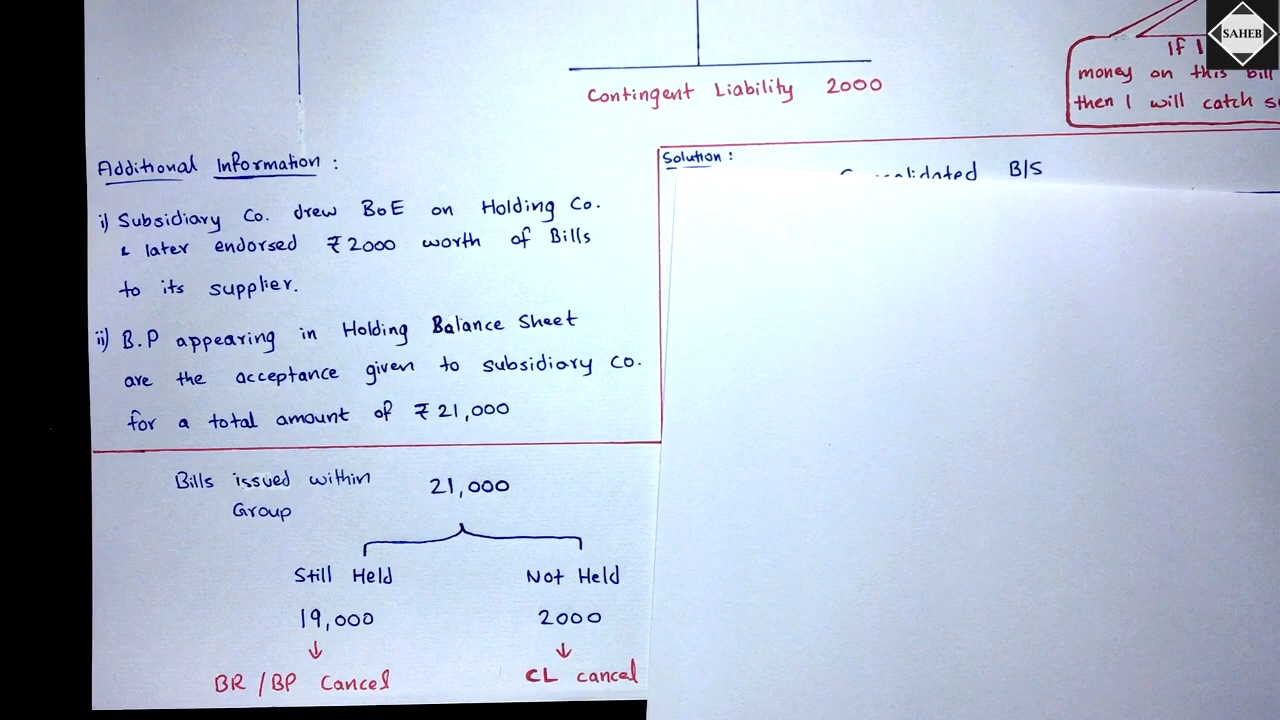 SAHEB
If I
money on this bill
then I will catch
Contingent Liability 2000
Additional Information :
i) Subsidiary Co. drew BoE on Holding Co.
& later endorsed ₹2000 worth of Bills
to its supplier.
ii) B.P appearing in Holding Balance Sheet
are the acceptance given to subsidiary co.
for a total amount of ₹21,000
Bills issued within 21,000
Group
Still Held Not Held
19,000 2000
↓ ↓
BR / BP Cancel CL cancel
Solution :
B/S